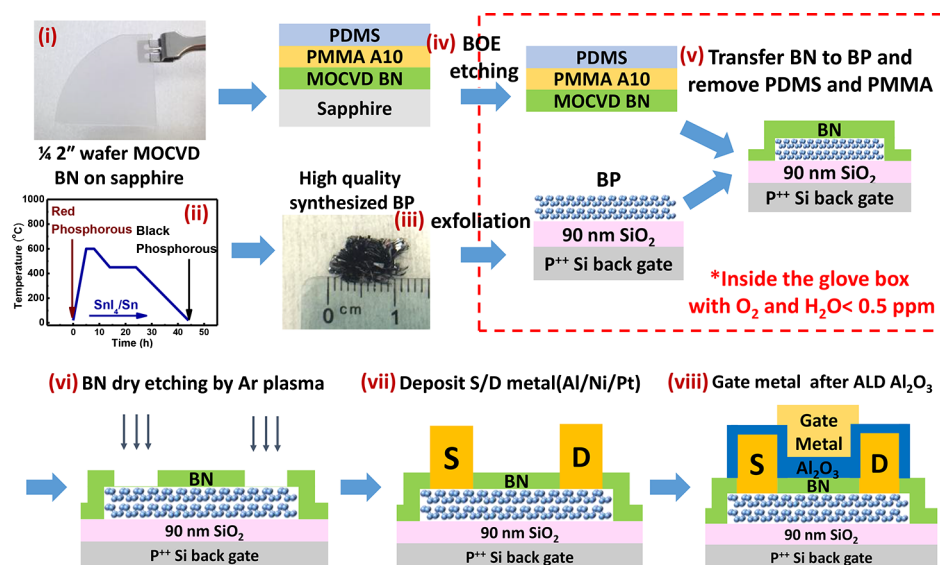 (i)
¼ 2” wafer MOCVD
BN on sapphire
PDMS
PMMA A10
MOCVD BN
Sapphire
(iv) BOE
etching
PDMS
PMMA A10
MOCVD BN
(v) Transfer BN to BP and
remove PDMS and PMMA
BN
90 nm SiO₂
P⁺⁺ Si back gate
(ii)
Temperature (°C)
1000
800
600
400
200
0
Red
Phosphorous
Black
Phosphorous
SnI₄/Sn
0 10 20 30 40 50
Time (h)
High quality
synthesized BP
(iii) exfoliation
0 cm 1
BP
90 nm SiO₂
P⁺⁺ Si back gate
*Inside the glove box
with O₂ and H₂O< 0.5 ppm
(vi) BN dry etching by Ar plasma
BN
90 nm SiO₂
P⁺⁺ Si back gate
(vii) Deposit S/D metal(Al/Ni/Pt)
S
D
BN
90 nm SiO₂
P⁺⁺ Si back gate
(viii) Gate metal after ALD Al₂O₃
Gate
Metal
S
D
Al₂O₃
BN
90 nm SiO₂
P⁺⁺ Si back gate